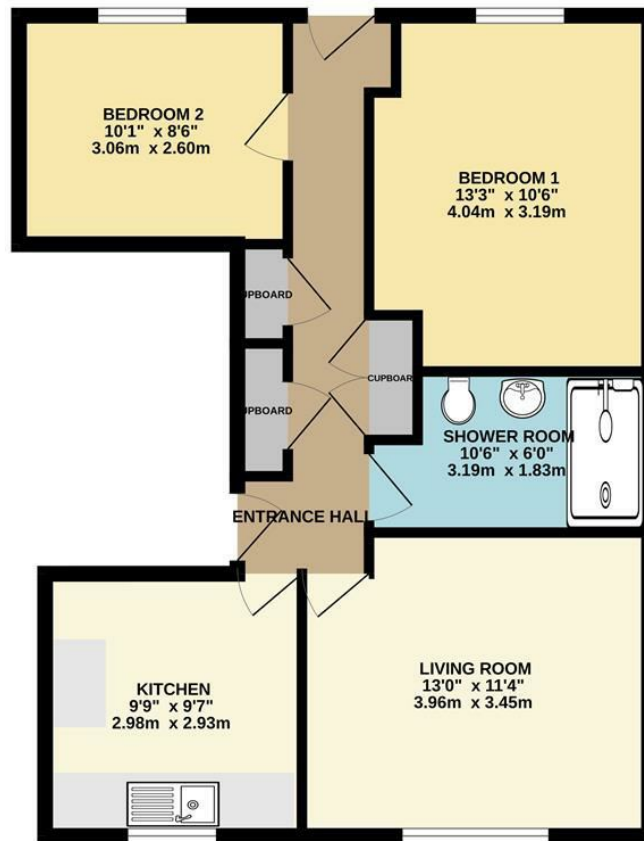 BEDROOM 2
10'1" x 8'6"
3.06m x 2.60m
BEDROOM 1
13'3" x 10'6"
4.04m x 3.19m
UPBOARD
CUPBOAR
UPBOARD
SHOWER ROOM
10'6" x 6'0"
3.19m x 1.83m
ENTRANCE HALL
KITCHEN
9'9" x 9'7"
2.98m x 2.93m
LIVING ROOM
13'0" x 11'4"
3.96m x 3.45m